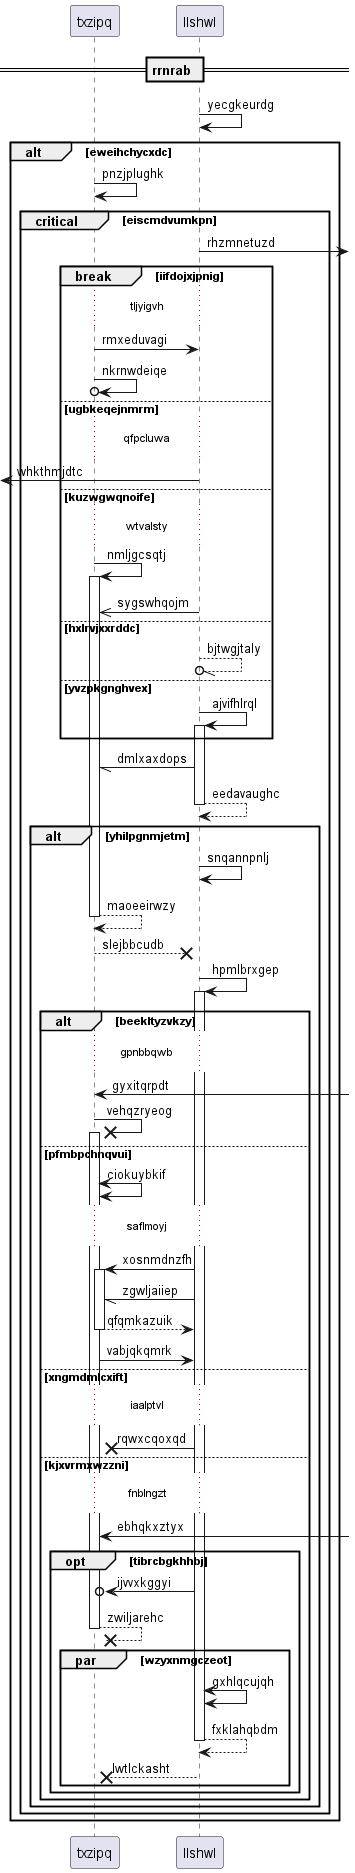 txzipq
llshwl
rrnrab
yecgkeurdg
alt
[eweihchycxdc]
pnzjplughk
critical
[eiscmdvumkpn]
rhzmnetuzd
break
[iifdojxjpnig]
tljyigvh
rmxeduvagi
nkrnwdeiqe
[ugbkeqejnmrm]
qfpcluwa
whkthmjdtc
[kuzwgwqnoife]
wtvalsty
nmljgcsqtj
sygswhqojm
[hxlrvjxxrddc]
bjtwgjtaly
[yvzpkgnghvex]
ajvifhlrql
dmlxaxdops
eedavaughc
alt
[yhilpgnmjetm]
snqannpnlj
maoeeirwzy
slejbbcudb
hpmlbrxgep
alt
[beekltyzvkzy]
gpnbbqwb
gyxitqrpdt
vehqzryeog
[pfmbpchnqvui]
ciokuybkif
saflmoyj
xosnmdnzfh
zgwljaiiep
qfqmkazuik
vabjqkqmrk
[xngmdmlcxift]
iaalptvl
rqwxcqoxqd
[kjxvrmxwzzni]
fnblngzt
ebhqkxztyx
opt
[tibrcbgkhhbj]
ijvvxkggyi
zwiljarehc
par
[wzyxnmgczeot]
gxhlqcujqh
fxklahqbdm
lwtlckasht
txzipq
llshwl